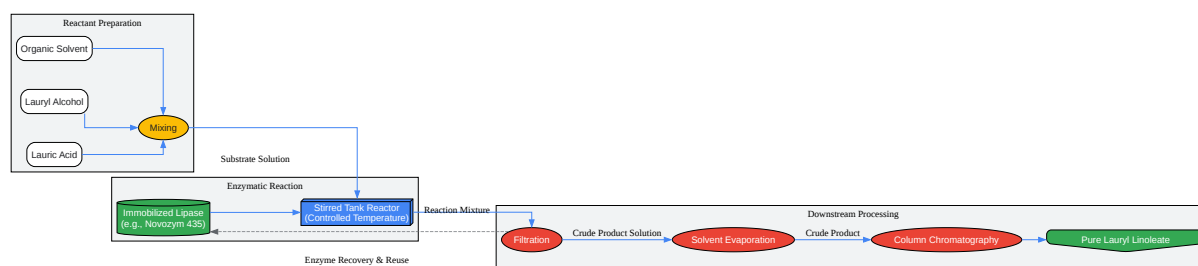 Reactant Preparation
Organic Solvent
Lauryl Alcohol
Mixing
Lauric Acid
Substrate Solution
Enzymatic Reaction
Immobilized Lipase
(e.g., Novozym 435)
Stirred Tank Reactor
(Controlled Temperature)
Reaction Mixture
Downstream Processing
Filtration
Crude Product Solution
Solvent Evaporation
Crude Product
Column Chromatography
Pure Lauryl Linoleate
Enzyme Recovery & Reuse